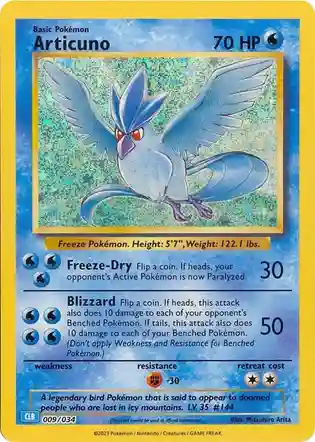 Basic Pokémon
Articuno 70 HP
Freeze Pokémon. Height: 5'7", Weight: 122.1 lbs.
Freeze-Dry Flip a coin. If heads, your
opponent's Active Pokémon is now Paralyzed.
30
Blizzard Flip a coin. If heads, this attack
also does 10 damage to each of your opponent's
Benched Pokémon. If tails, this attack also does
10 damage to each of your Benched Pokémon.
(Don't apply Weakness and Resistance for Benched
Pokémon.)
50
weakness resistance retreat cost
-30
A legendary bird Pokémon that is said to appear to doomed
people who are lost in icy mountains. LV. 35 #144
CLB 009/034
Illus. Mitsuhiro Arita
©2023 Pokémon / Nintendo / Creatures / GAME FREAK